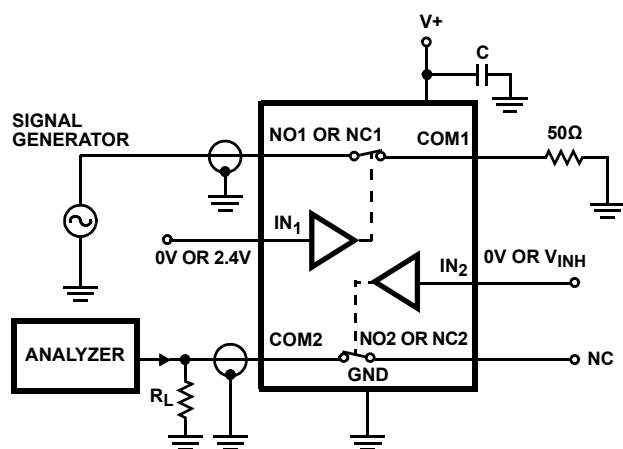 V+
C
SIGNAL
GENERATOR
NO1 OR NC1
COM1
50Ω
IN1
0V OR 2.4V
IN2
0V OR VINH
ANALYZER
COM2
NO2 OR NC2
NC
GND
RL